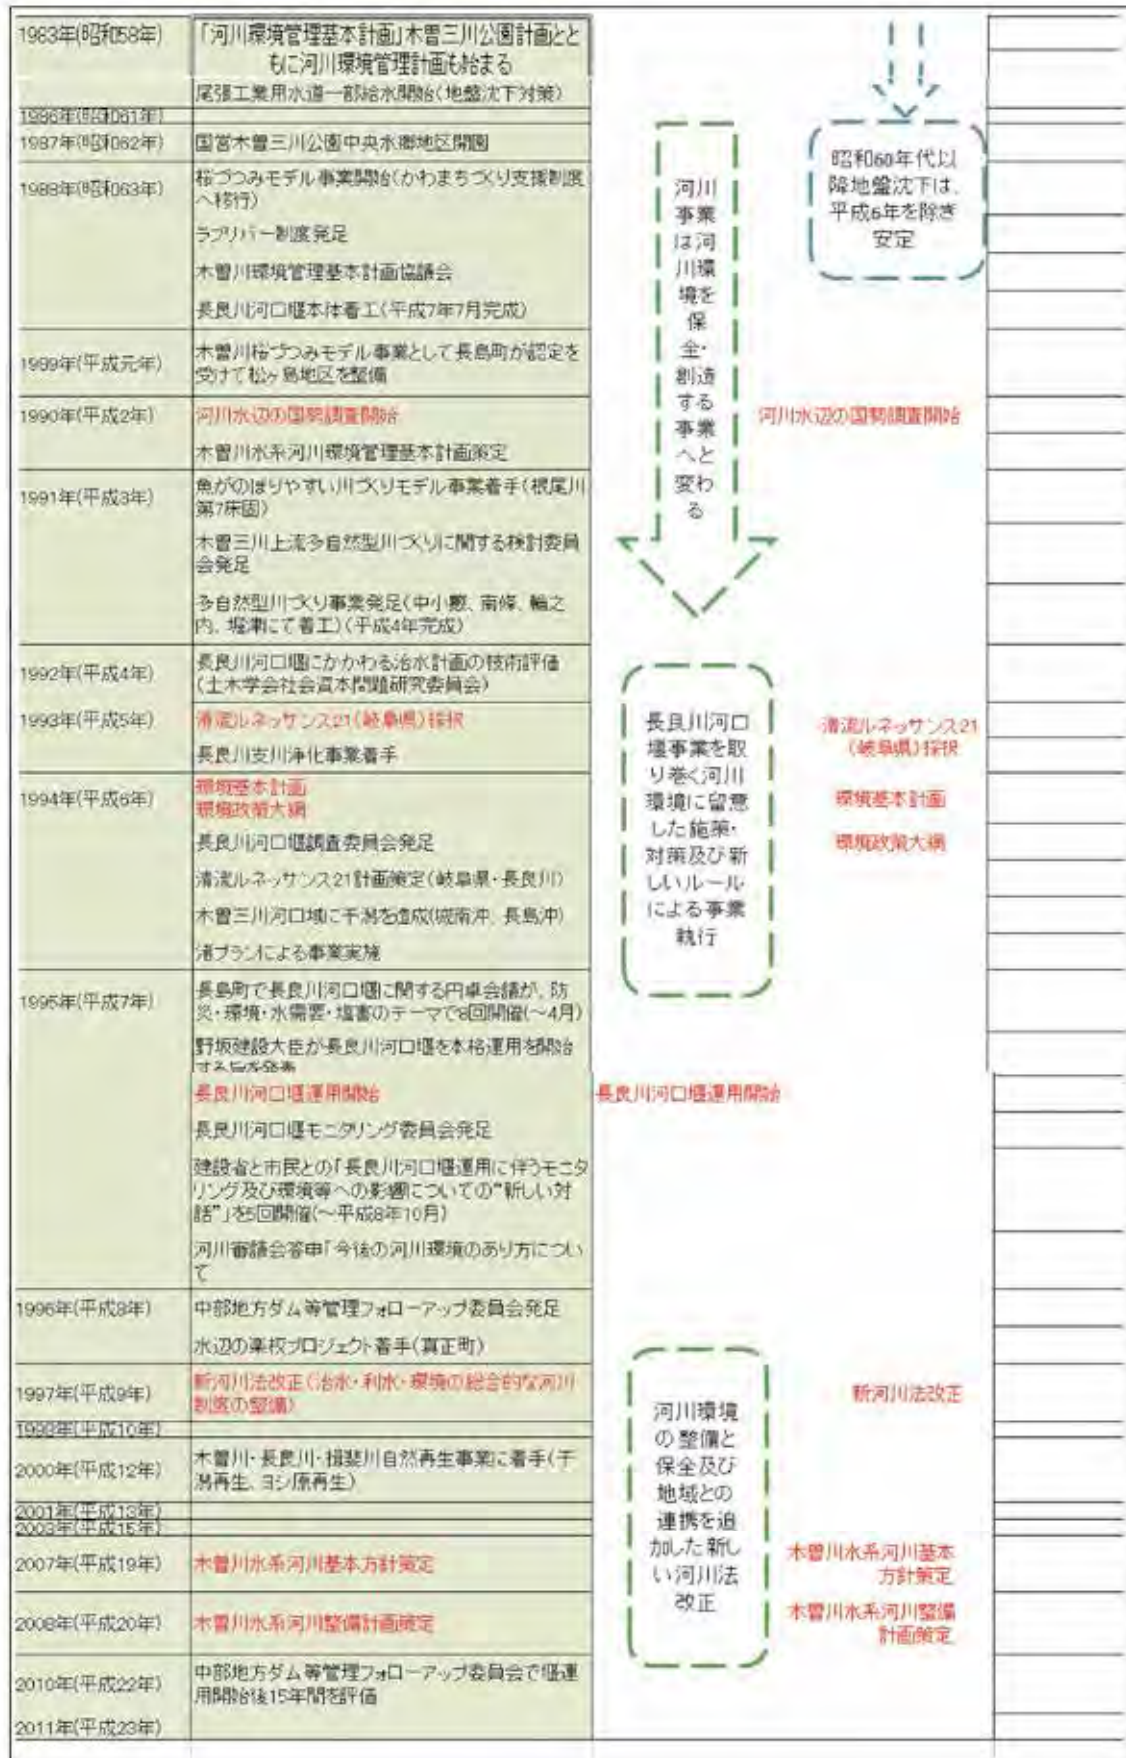 1983年(昭和58年)
「河川環境管理基本計画」木曽三川公園計画とと
もに河川環境管理計画も始まる
尾張工業用水道一部給水開始(地盤沈下対策)
1986年(昭和61年)
1987年(昭和62年)
国営木曽三川公園中央水郷地区開園
1988年(昭和63年)
桜づつみモデル事業開始(かわまちづくり支援制度
へ移行)
ラブリバー制度発足
木曽川環境管理基本計画協議会
長良川河口堰本体着工(平成7年7月完成)
1989年(平成元年)
木曽川桜づつみモデル事業として長島町が認定を
受けて松ヶ島地区を整備
1990年(平成2年)
河川水辺の国勢調査開始
木曽川水系河川環境管理基本計画策定
1991年(平成3年)
魚がのぼりやすい川づくりモデル事業着手(根尾川
第7床固)
木曽三川上流多自然型川づくりに関する検討委員
会発足
多自然型川づくり事業発足(中小藪、南條、輪之
内、堀津にて着工)(平成4年完成)
1992年(平成4年)
長良川河口堰にかかわる治水計画の技術評価
(土木学会社会資本問題研究委員会)
1993年(平成5年)
清流ルネッサンス21(岐阜県)採択
長良川支川浄化事業着手
1994年(平成6年)
環境基本計画
環境政策大綱
長良川河口堰調査委員会発足
清流ルネッサンス21計画策定(岐阜県・長良川)
木曽三川河口域に干潟を造成(城南沖、長島沖)
渚プランによる事業実施
1995年(平成7年)
長島町で長良川河口堰に関する円卓会議が、防
災・環境・水需要・塩害のテーマで8回開催(～4月)
野坂建設大臣が長良川河口堰を本格運用を開始
する旨を発表
長良川河口堰運用開始
長良川河口堰モニタリング委員会発足
建設省と市民との「長良川河口堰運用に伴うモニタ
リング及び環境等への影響についての“新しい対
話”」を5回開催(～平成8年10月)
河川審議会答申「今後の河川環境のあり方につい
て
1996年(平成8年)
中部地方ダム等管理フォローアップ委員会発足
水辺の楽校プロジェクト着手(真正町)
1997年(平成9年)
新河川法改正(治水・利水・環境の総合的な河川
制度の整備)
1998年(平成10年)
2000年(平成12年)
木曽川・長良川・揖斐川自然再生事業に着手(干
潟再生、ヨシ原再生)
2001年(平成13年)
2003年(平成15年)
2007年(平成19年)
木曽川水系河川基本方針策定
2008年(平成20年)
木曽川水系河川整備計画策定
2010年(平成22年)
中部地方ダム等管理フォローアップ委員会で堰運
用開始後15年間を評価
2011年(平成23年)
河川
事業
は河
川環
境を
保
全・
創造
する
事業
へと
変わ
る
長良川河口
堰事業を取
り巻く河川
環境に留意
した施策・
対策及び新
しいルール
による事業
執行
長良川河口堰運用開始
河川環境
の整備と
保全及び
地域との
連携を追
加した新し
い河川法
改正
昭和60年代以
降地盤沈下は、
平成6年を除き
安定
河川水辺の国勢調査開始
清流ルネッサンス21
(岐阜県)採択
環境基本計画
環境政策大綱
新河川法改正
木曽川水系河川基本
方針策定
木曽川水系河川整備
計画策定